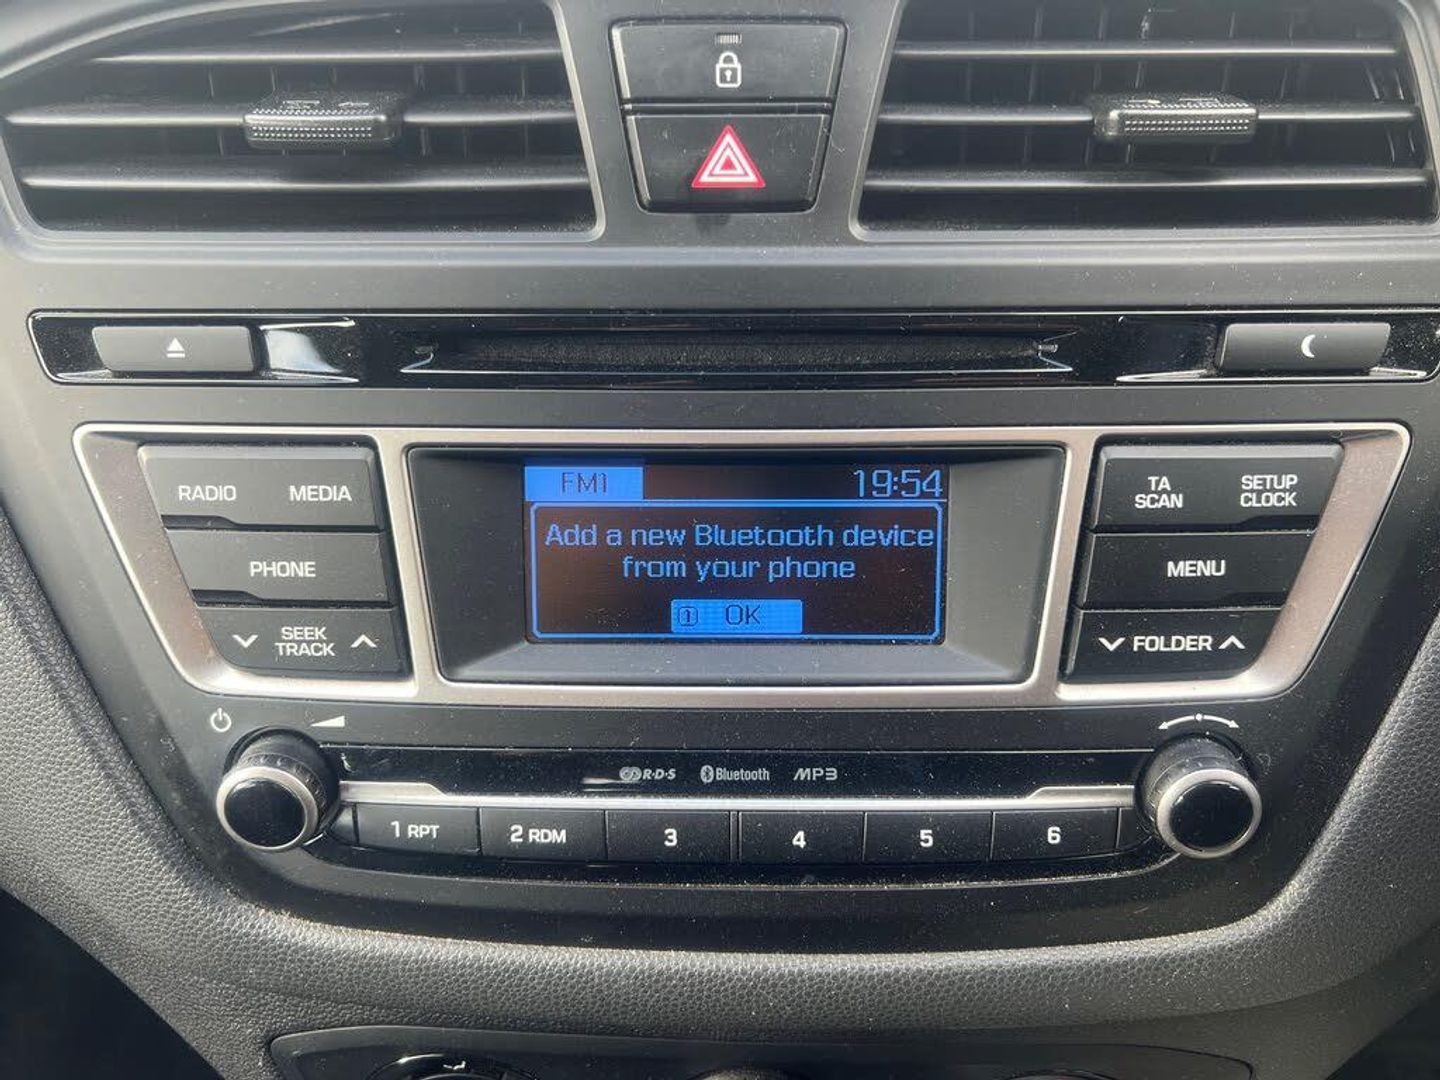 RADIO MEDIA
PHONE
SEEK
TRACK
FM1 19:54
Add a new Bluetooth device
from your phone
1 OK
TA
SCAN
SETUP
CLOCK
MENU
FOLDER
R·D·S Bluetooth MP3
1 RPT 2 RDM 3 4 5 6